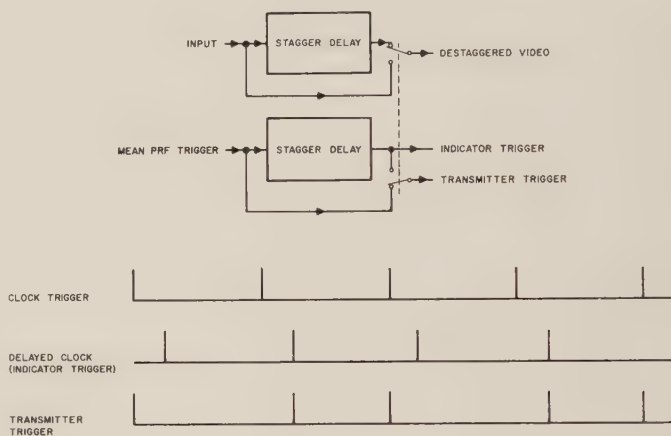 INPUT
STAGGER DELAY
DESTAGGERED VIDEO
MEAN PRF TRIGGER
STAGGER DELAY
INDICATOR TRIGGER
TRANSMITTER TRIGGER
CLOCK TRIGGER
DELAYED CLOCK
(INDICATOR TRIGGER)
TRANSMITTER
TRIGGER